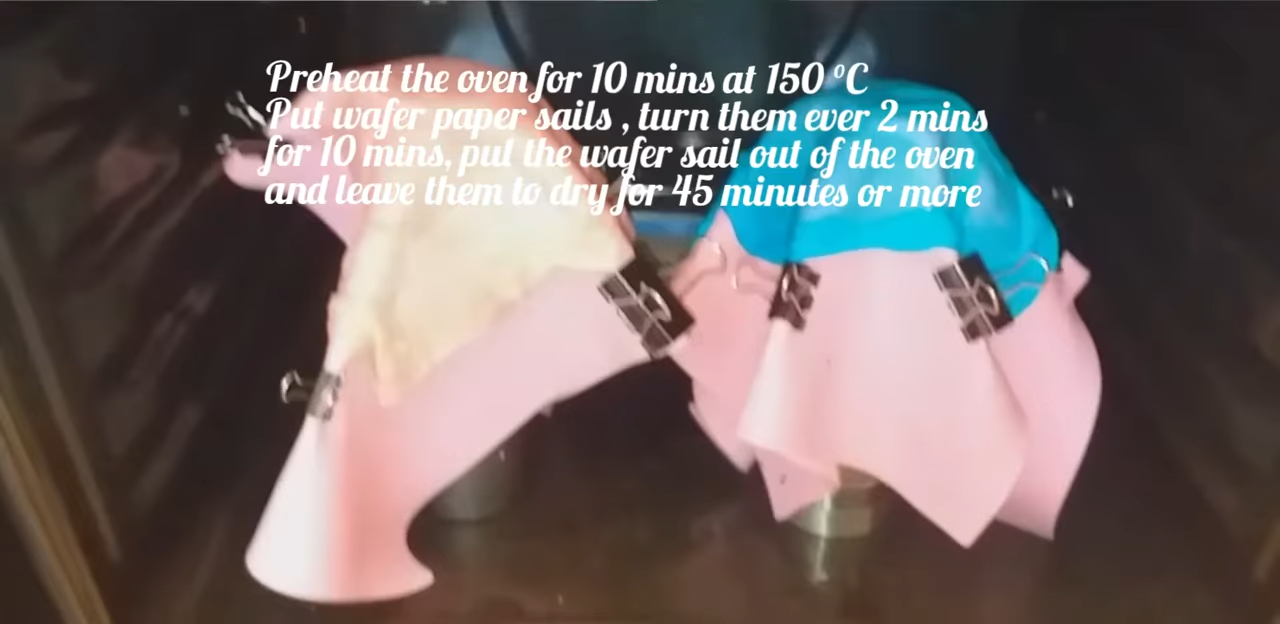 Preheat the oven for 10 mins at 150 ºC
Put wafer paper sails , turn them ever 2 mins
for 10 mins, put the wafer sail out of the oven
and leave them to dry for 45 minutes or more